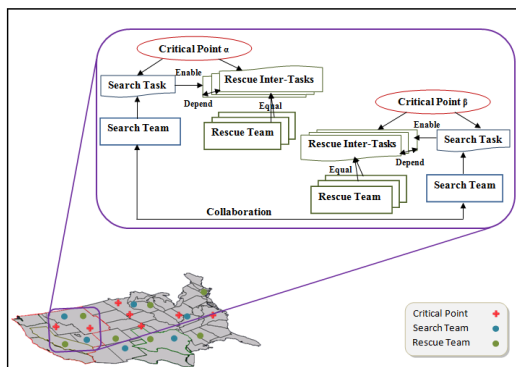 Critical Point α
Enable
Rescue Inter-Tasks
Search Task
Depend
Equal
Search Team
Rescue Team
Critical Point β
Enable
Rescue Inter-Tasks
Search Task
Depend
Equal
Rescue Team
Search Team
Collaboration
Critical Point
Search Team
Rescue Team